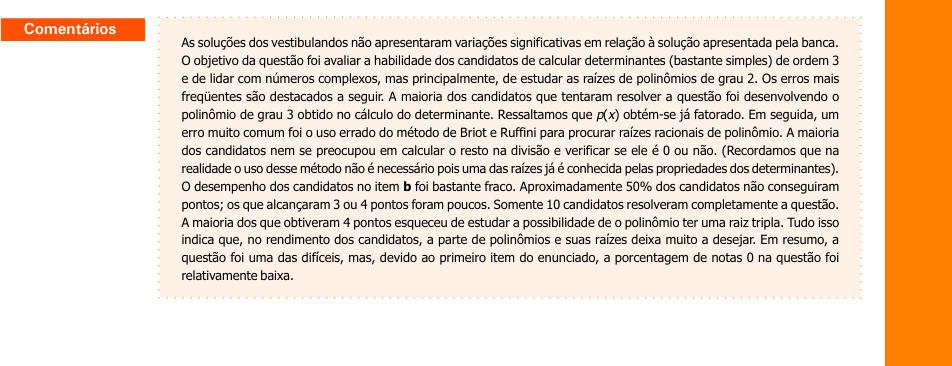 Comentários
As soluções dos vestibulandos não apresentaram variações significativas em relação à solução apresentada pela banca.
O objetivo da questão foi avaliar a habilidade dos candidatos de calcular determinantes (bastante simples) de ordem 3
e de lidar com números complexos, mas principalmente, de estudar as raízes de polinômios de grau 2. Os erros mais
freqüentes são destacados a seguir. A maioria dos candidatos que tentaram resolver a questão foi desenvolvendo o
polinômio de grau 3 obtido no cálculo do determinante. Ressaltamos que p(x) obtém-se já fatorado. Em seguida, um
erro muito comum foi o uso errado do método de Briot e Ruffini para procurar raízes racionais de polinômio. A maioria
dos candidatos nem se preocupou em calcular o resto na divisão e verificar se ele é 0 ou não. (Recordamos que na
realidade o uso desse método não é necessário pois uma das raízes já é conhecida pelas propriedades dos determinantes).
O desempenho dos candidatos no item b foi bastante fraco. Aproximadamente 50% dos candidatos não conseguiram
pontos; os que alcançaram 3 ou 4 pontos foram poucos. Somente 10 candidatos resolveram completamente a questão.
A maioria dos que obtiveram 4 pontos esqueceu de estudar a possibilidade de o polinômio ter uma raiz tripla. Tudo isso
indica que, no rendimento dos candidatos, a parte de polinômios e suas raízes deixa muito a desejar. Em resumo, a
questão foi uma das difíceis, mas, devido ao primeiro item do enunciado, a porcentagem de notas 0 na questão foi
relativamente baixa.